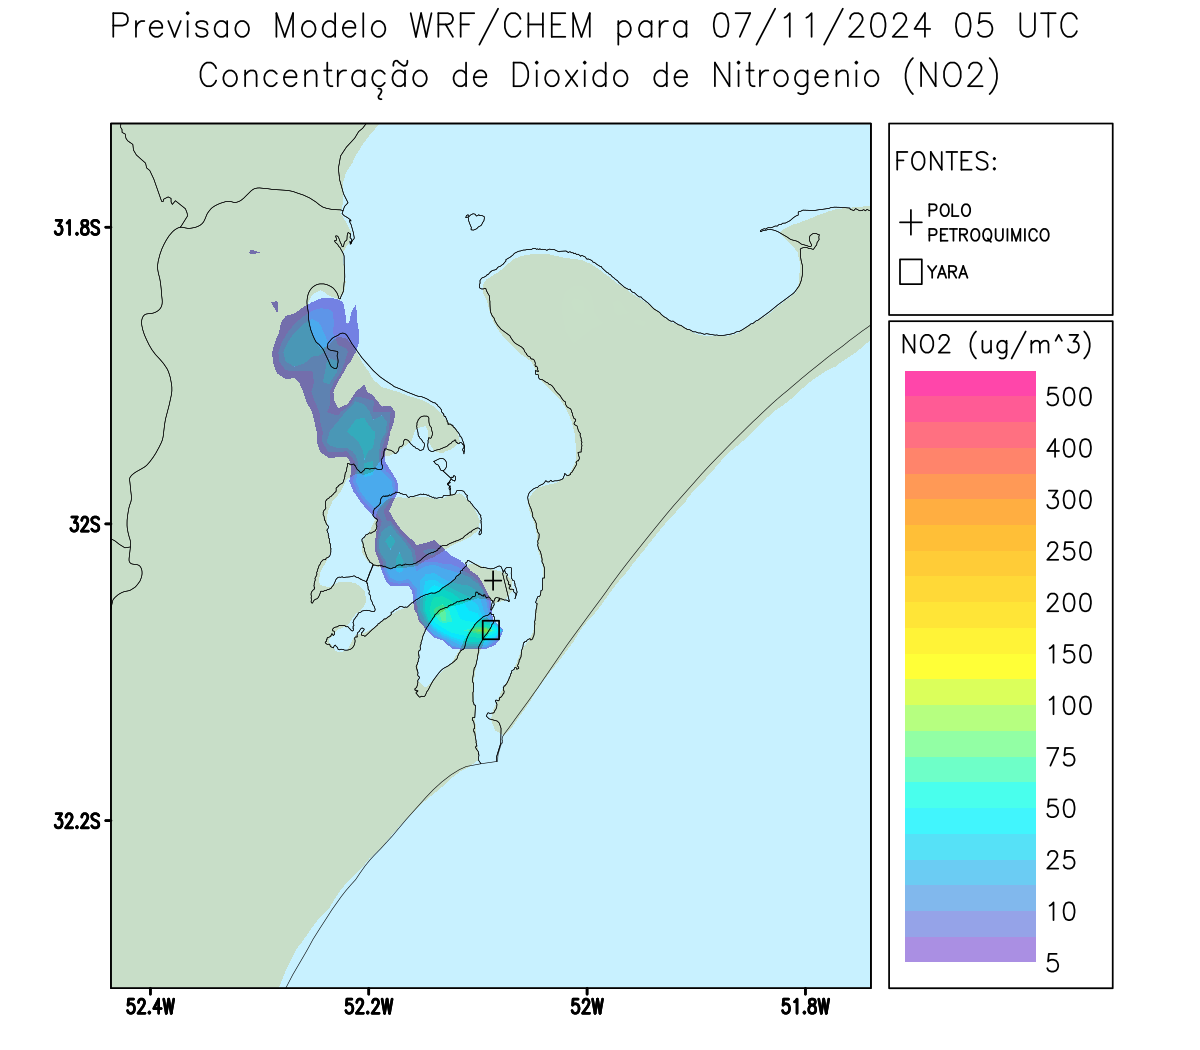 Previsao Modelo WRF/CHEM para 07/11/2024 05 UTC
Concentração de Dioxido de Nitrogenio (NO2)
FONTES:
POLO
PETROQUIMICO
YARA
NO2 (ug/m^3)
500
400
300
250
200
150
100
75
50
25
10
5
31.8S
32S
32.2S
52.4W
52.2W
52W
51.8W